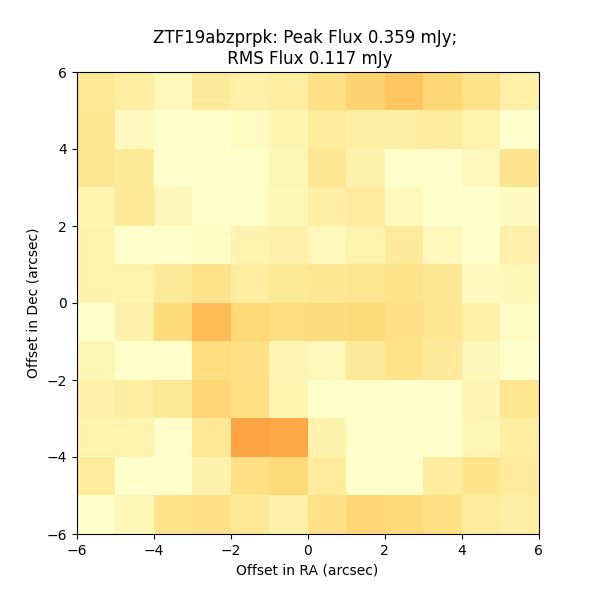 ZTF19abzprpk: Peak Flux 0.359 mJy;
RMS Flux 0.117 mJy
6
4
2
0
−2
−4
−6
Offset in Dec (arcsec)
−6 −4 −2 0 2 4 6
Offset in RA (arcsec)